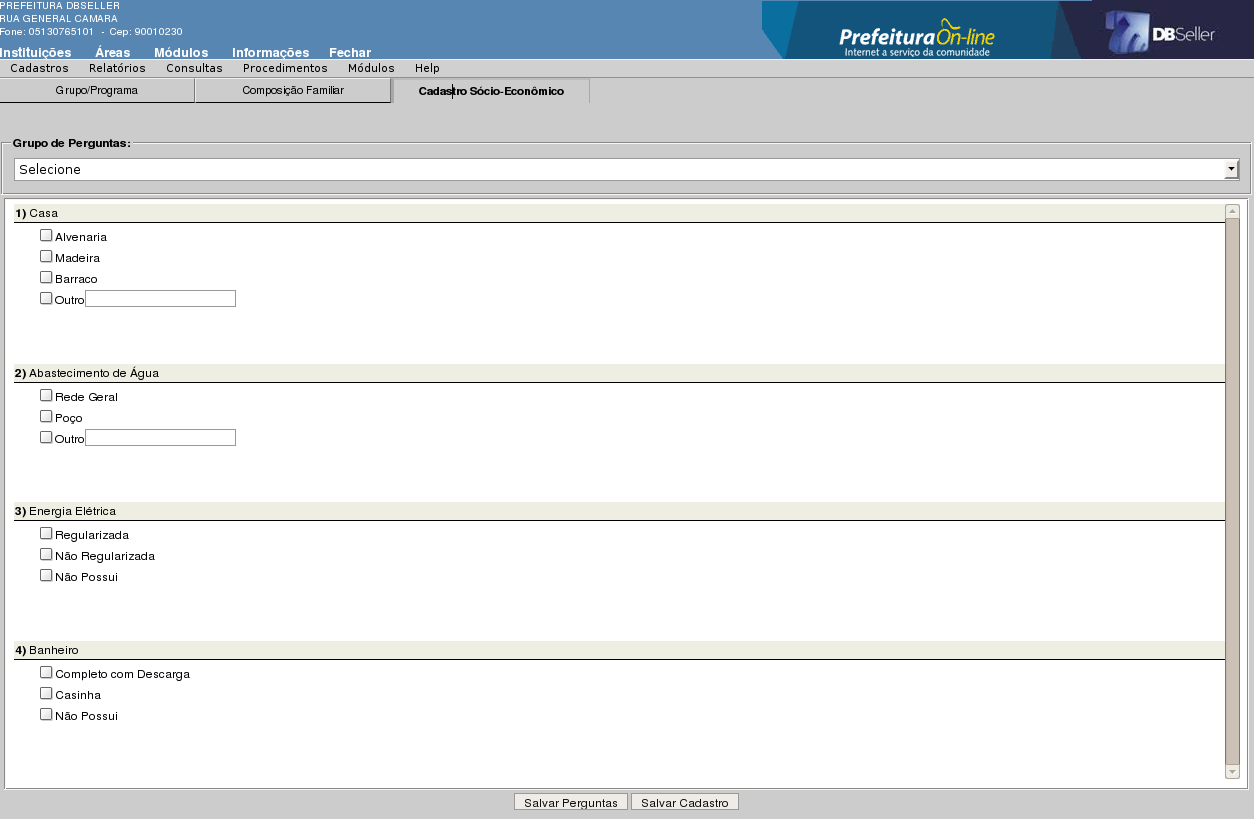 PREFEITURA DBSELLER
RUA GENERAL CAMARA
Fone: 05130765101 - Cep: 90010230
Prefeitura On-line
Internet a serviço da comunidade
DBSeller
Instituições Áreas Módulos Informações Fechar
Cadastros Relatórios Consultas Procedimentos Módulos Help
Grupo/Programa Composição Familiar Cadastro Sócio-Econômico
Grupo de Perguntas:
Selecione
1) Casa
Alvenaria
Madeira
Barraco
Outro
2) Abastecimento de Água
Rede Geral
Poço
Outro
3) Energia Elétrica
Regularizada
Não Regularizada
Não Possui
4) Banheiro
Completo com Descarga
Casinha
Não Possui
Salvar Perguntas Salvar Cadastro